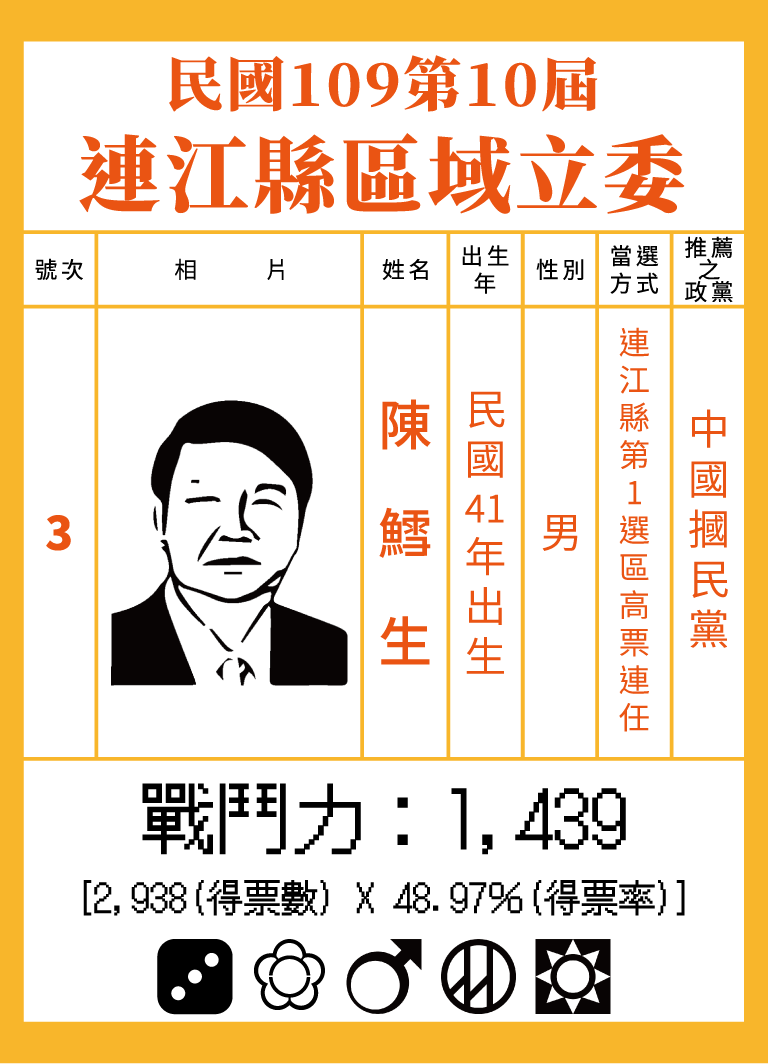 民國109第10屆
連江縣區域立委
號次
相片
姓名
出生
年
性別
當選
方式
推薦
之
政黨
3
陳鱈生
民國41年出生
男
連江縣第1選區高票連任
中國摑民黨
戰鬥力：1,439
[2,938(得票數) X 48.97%(得票率)]